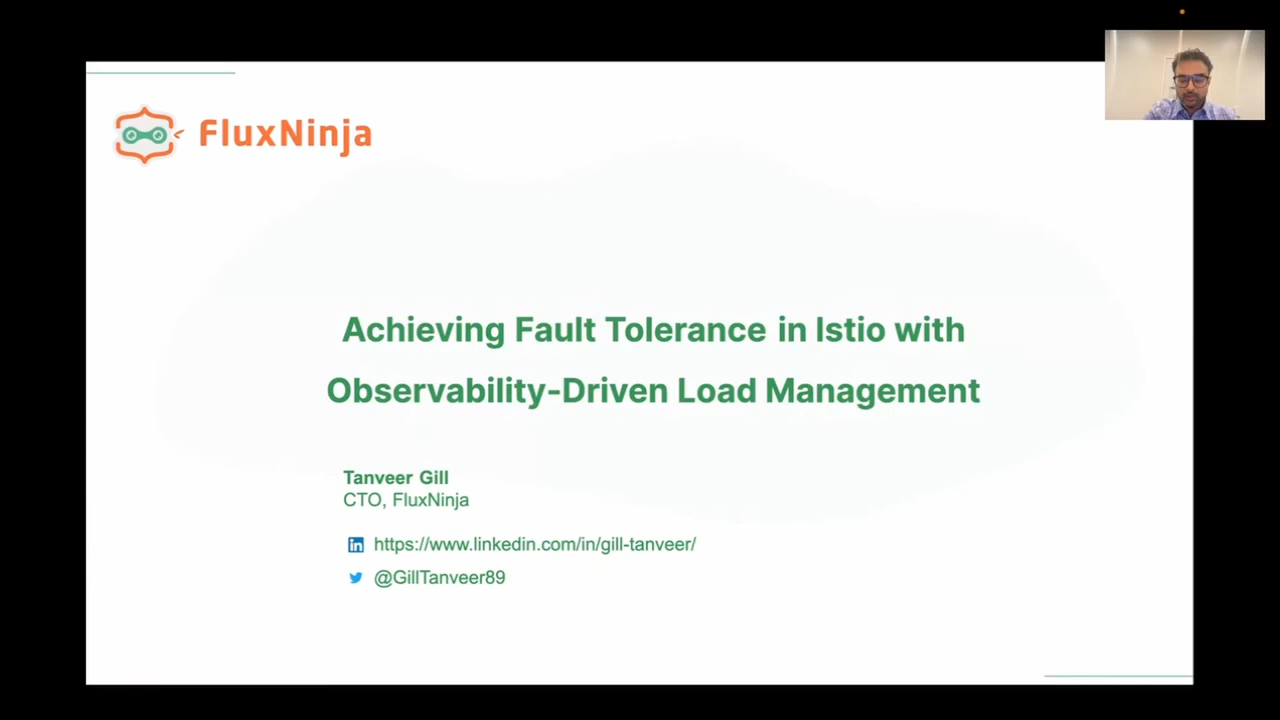 FluxNinja
Achieving Fault Tolerance in Istio with
Observability-Driven Load Management
Tanveer Gill
CTO, FluxNinja
https://www.linkedin.com/in/gill-tanveer/
@GillTanveer89